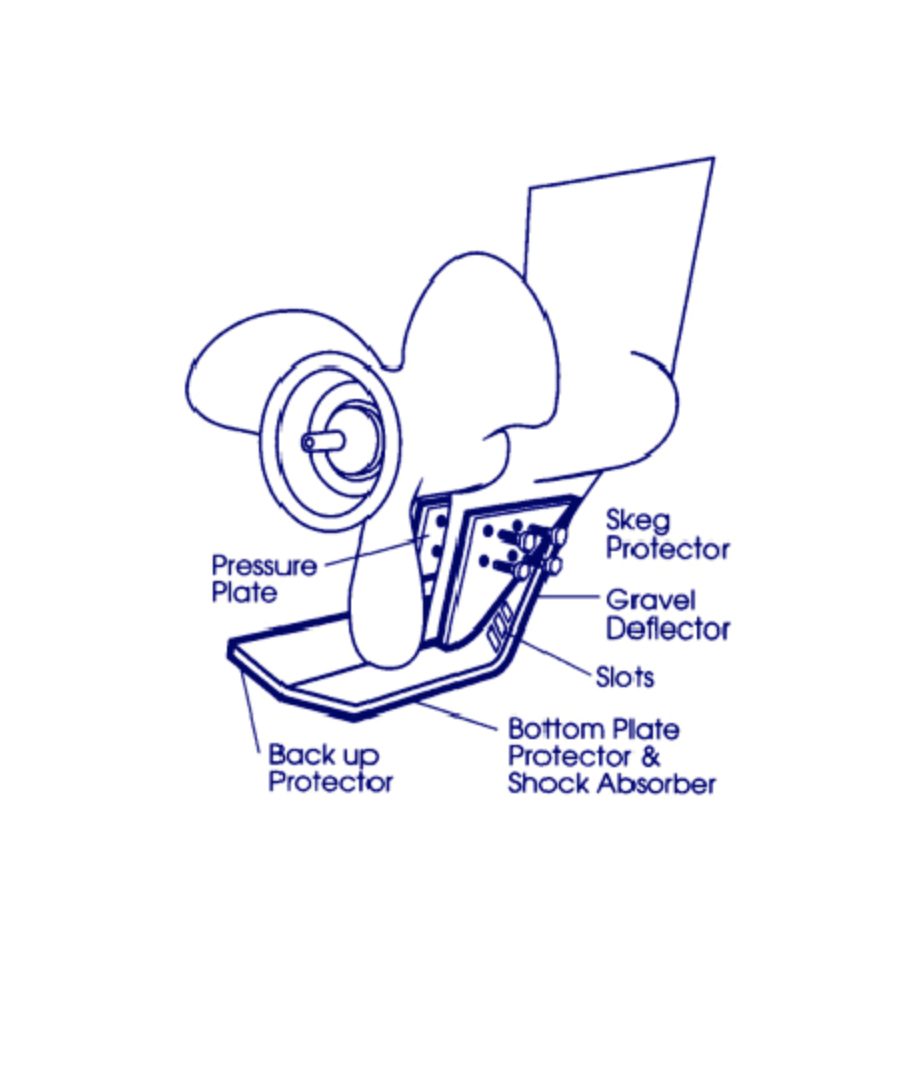 Skeg
Protector
Pressure
Plate
Gravel
Deflector
Slots
Bottom Plate
Protector &
Shock Absorber
Back up
Protector